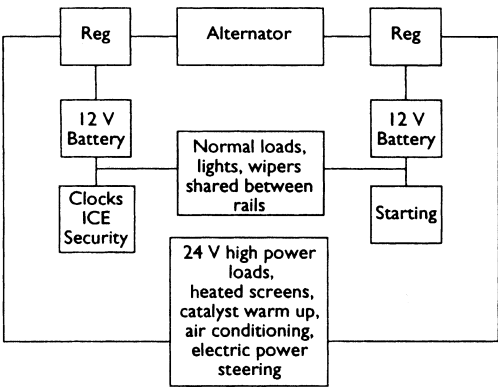 Reg
Alternator
Reg
12 V
Battery
12 V
Battery
Normal loads,
lights, wipers
shared between
rails
Clocks
ICE
Security
Starting
24 V high power
loads,
heated screens,
catalyst warm up,
air conditioning,
electric power
steering